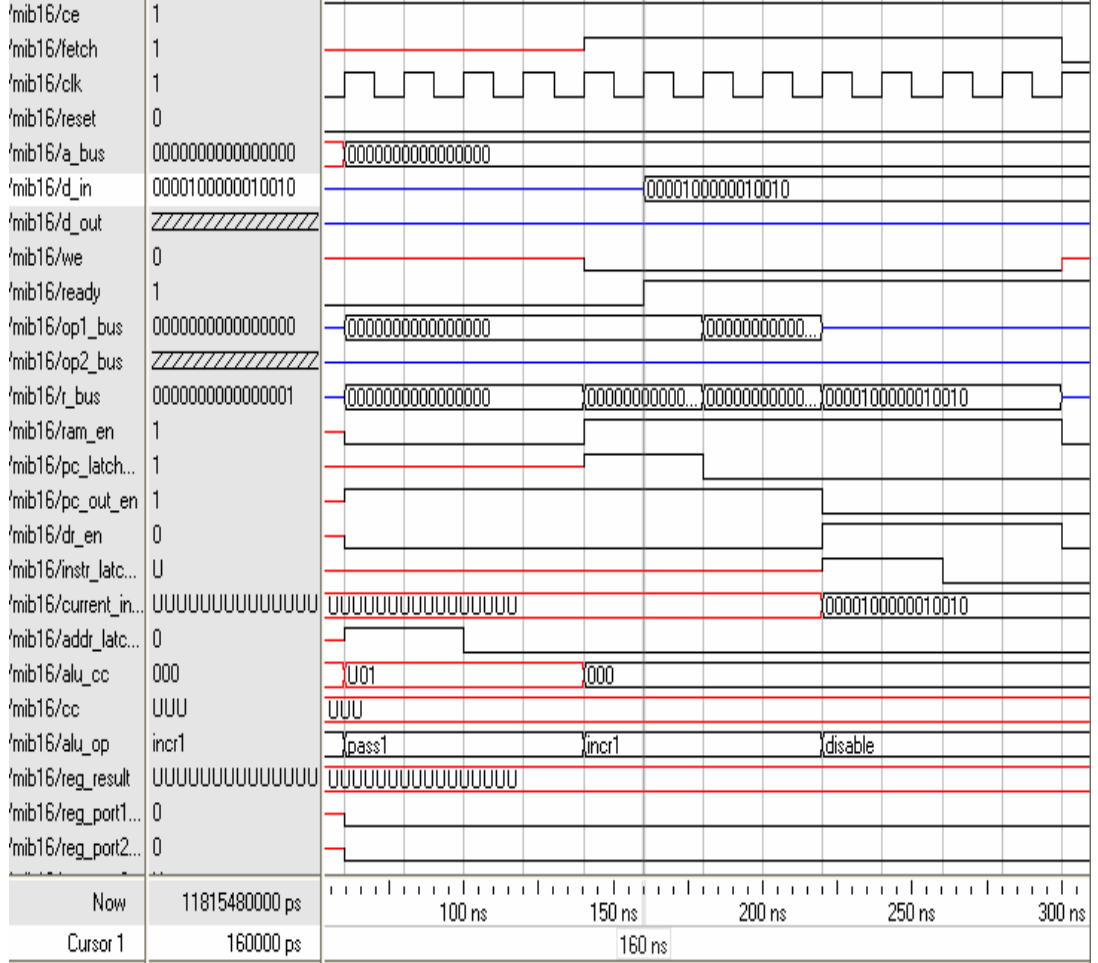 /mib16/ce 1
/mib16/fetch 1
/mib16/clk 1
/mib16/reset 0
/mib16/a_bus 0000000000000000 0000000000000000
/mib16/d_in 0000100000010010 0000100000010010
/mib16/d_out
/mib16/we 0
/mib16/ready 1
/mib16/op1_bus 0000000000000000 0000000000000000 00000000000...
/mib16/op2_bus
/mib16/r_bus 0000000000000001 0000000000000000 00000000000... 00000000000... 0000100000010010
/mib16/ram_en 1
/mib16/pc_latch... 1
/mib16/pc_out_en 1
/mib16/dr_en 0
/mib16/instr_latc... U
/mib16/current_in... UUUUUUUUUUUUUUUU UUUUUUUUUUUUUUUU 0000100000010010
/mib16/addr_latc... 0
/mib16/alu_cc 000 U01 000
/mib16/cc UUU UUU
/mib16/alu_op incr1 pass1 incr1 disable
/mib16/reg_result UUUUUUUUUUUUUUUU UUUUUUUUUUUUUUUU
/mib16/reg_port1... 0
/mib16/reg_port2... 0
Now 11815480000 ps 100 ns 150 ns 200 ns 250 ns 300 ns
Cursor 1 160000 ps 160 ns